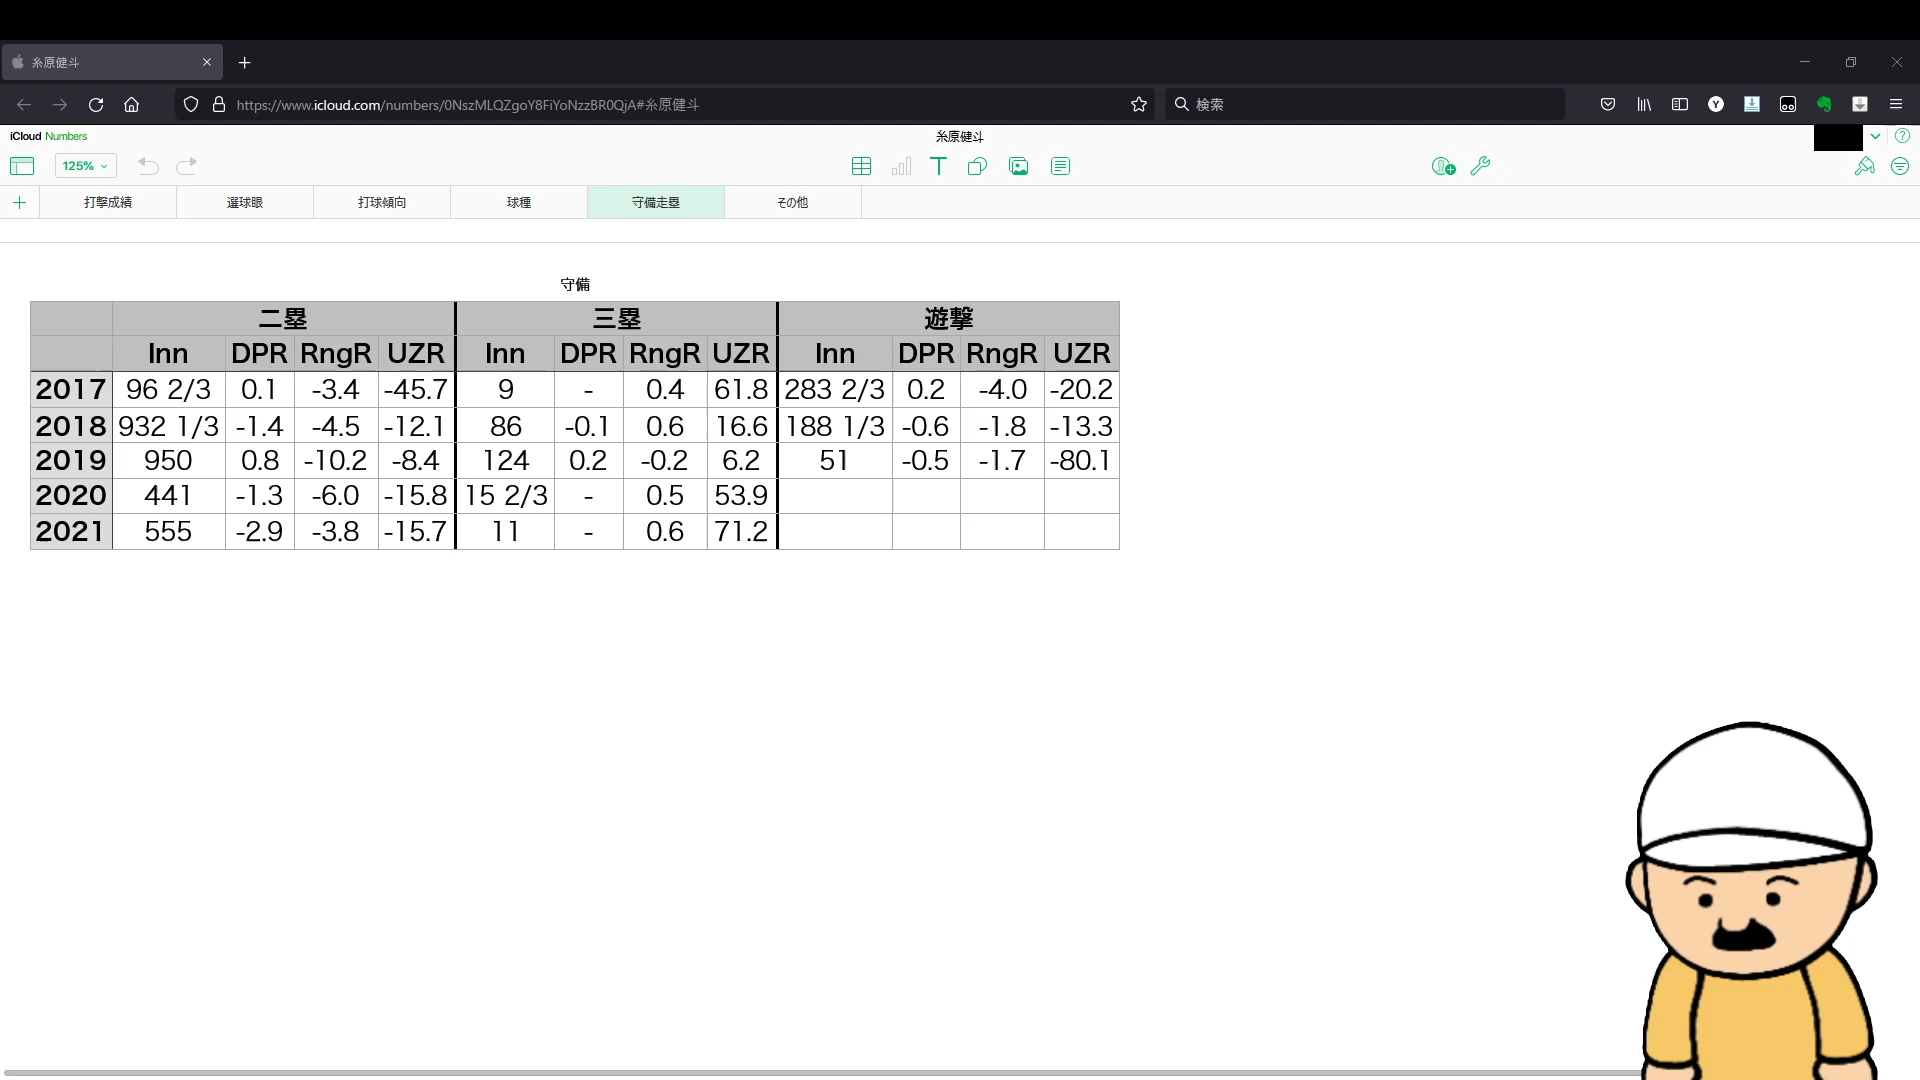 糸原健斗
https://www.icloud.com/numbers/0NszMLQZgoY8FiYoNzzBR0QjA#糸原健斗
検索
iCloud Numbers
糸原健斗
125%
打撃成績 選球眼 打球傾向 球種 守備走塁 その他
守備
二塁 三塁 遊撃
Inn DPR RngR UZR Inn DPR RngR UZR Inn DPR RngR UZR
2017 96 2/3 0.1 -3.4 -45.7 9 - 0.4 61.8 283 2/3 0.2 -4.0 -20.2
2018 932 1/3 -1.4 -4.5 -12.1 86 -0.1 0.6 16.6 188 1/3 -0.6 -1.8 -13.3
2019 950 0.8 -10.2 -8.4 124 0.2 -0.2 6.2 51 -0.5 -1.7 -80.1
2020 441 -1.3 -6.0 -15.8 15 2/3 - 0.5 53.9
2021 555 -2.9 -3.8 -15.7 11 - 0.6 71.2